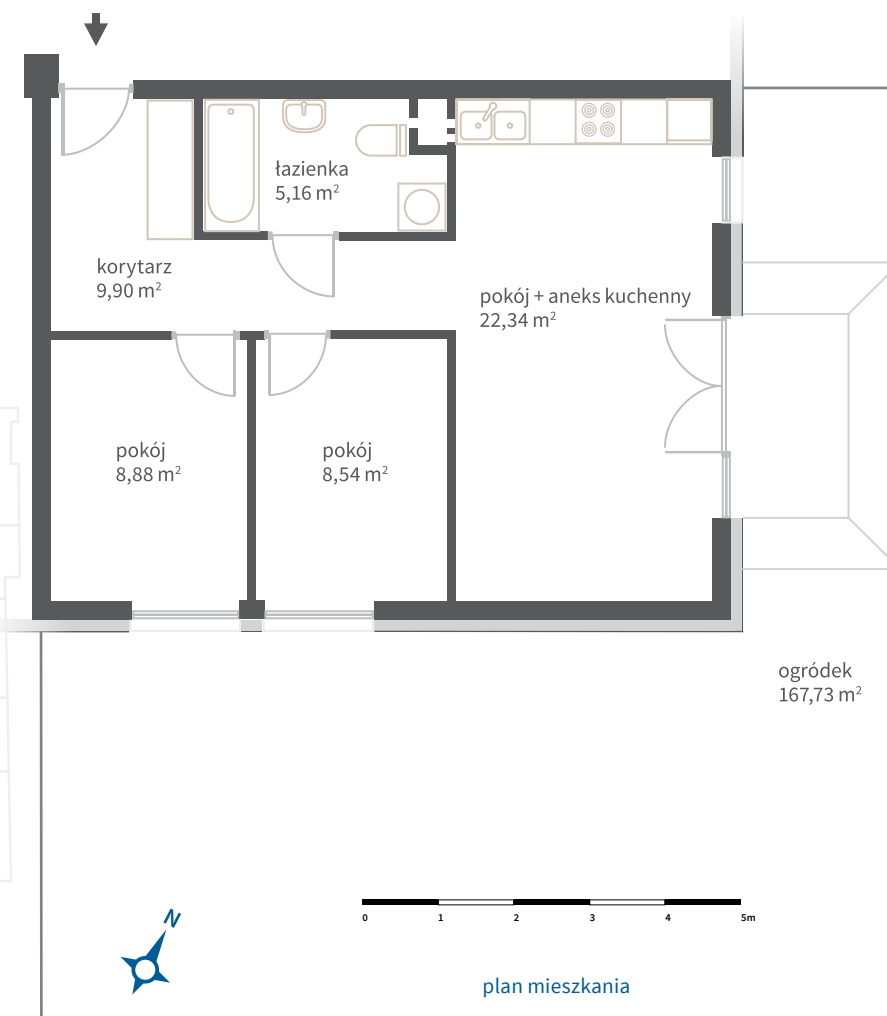 łazienka
5,16 m²
korytarz
9,90 m²
pokój + aneks kuchenny
22,34 m²
pokój
8,88 m²
pokój
8,54 m²
ogródek
167,73 m²
N
0 1 2 3 4 5m
plan mieszkania